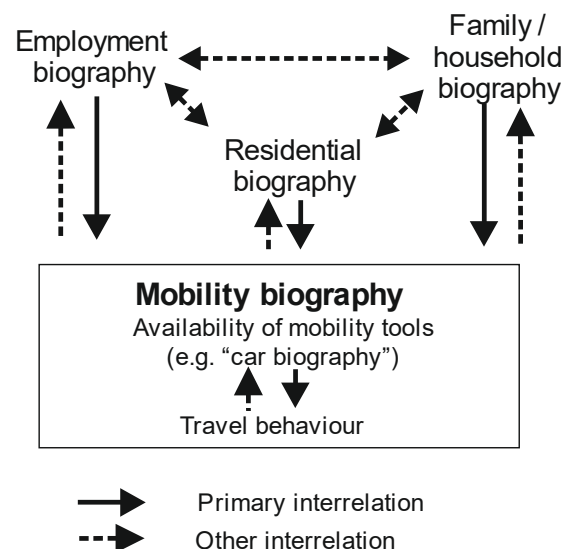 Employment
biography
Family /
household
biography
Residential
biography
Mobility biography
Availability of mobility tools
(e.g. “car biography”)
Travel behaviour
Primary interrelation
Other interrelation